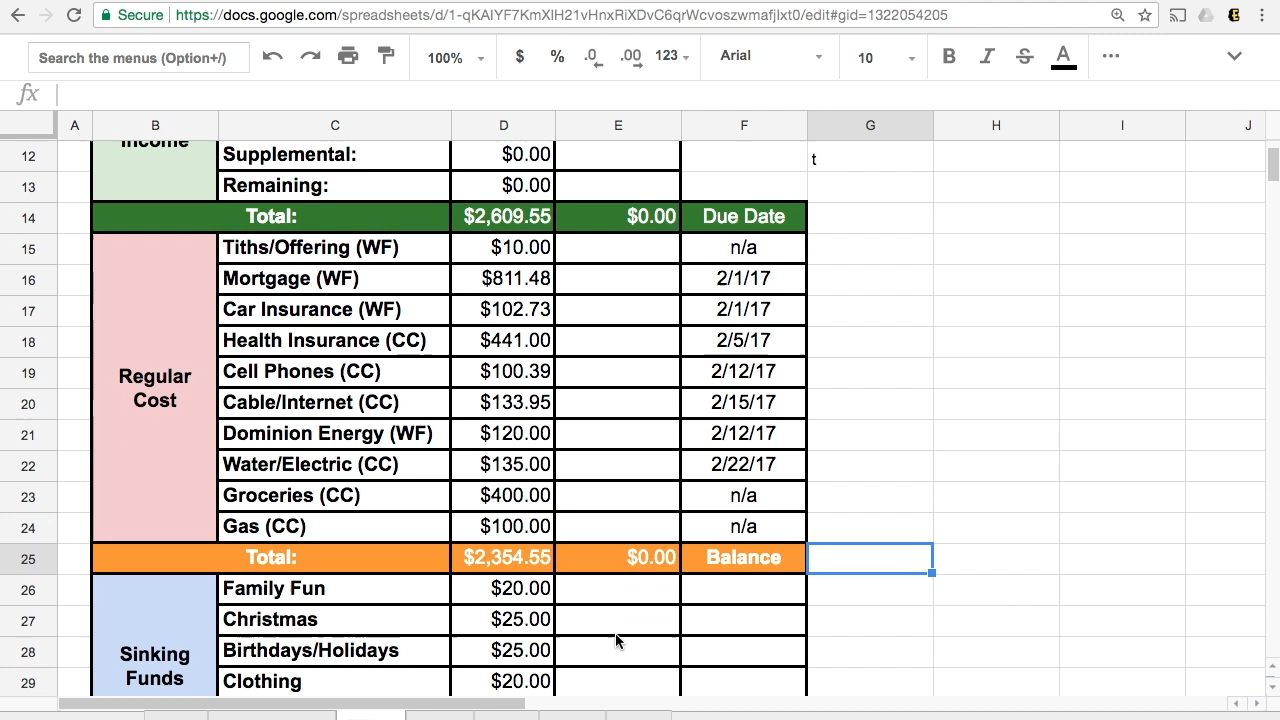 Secure https://docs.google.com/spreadsheets/d/1-qKAIYF7KmXIH21vHnxRiXDvC6qrWcvoszwmafjlxt0/edit#gid=1322054205
Search the menus (Option+/) 100% $ % .0 .00 123 Arial 10 B I S A
fx
A B C D E F G H I J
12 Income Supplemental: $0.00 t
13 Remaining: $0.00
14 Total: $2,609.55 $0.00 Due Date
15 Tiths/Offering (WF) $10.00 n/a
16 Mortgage (WF) $811.48 2/1/17
17 Car Insurance (WF) $102.73 2/1/17
18 Health Insurance (CC) $441.00 2/5/17
19 Regular Cost Cell Phones (CC) $100.39 2/12/17
20 Cable/Internet (CC) $133.95 2/15/17
21 Dominion Energy (WF) $120.00 2/12/17
22 Water/Electric (CC) $135.00 2/22/17
23 Groceries (CC) $400.00 n/a
24 Gas (CC) $100.00 n/a
25 Total: $2,354.55 $0.00 Balance
26 Family Fun $20.00
27 Christmas $25.00
28 Sinking Funds Birthdays/Holidays $25.00
29 Clothing $20.00